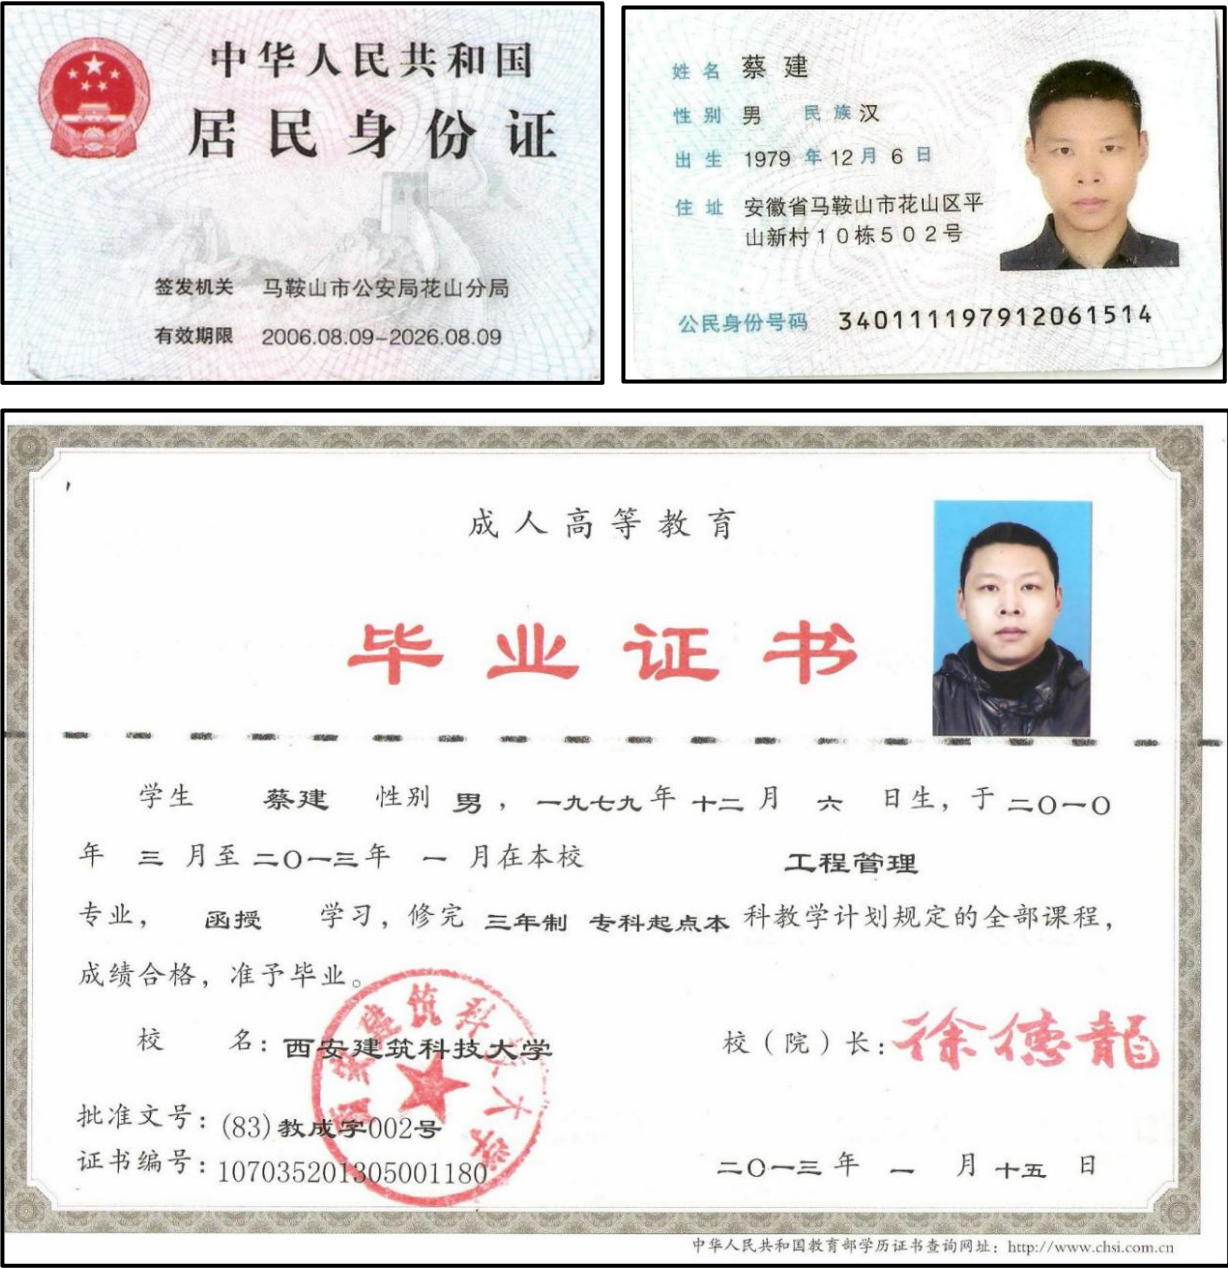 中华人民共和国
居民身份证
签发机关 马鞍山市公安局花山分局
有效期限 2006.08.09-2026.08.09
姓名 蔡建
性别 男 民族 汉
出生 1979 年 12 月 6 日
住址 安徽省马鞍山市花山区平
山新村10栋502号
公民身份号码 340111197912061514
成人高等教育
毕业证书
学生 蔡建 性别 男，一九七九年 十二月 六 日生，于 二〇一〇
年 三 月至 二〇一三年 一 月在本校 工程管理
专业， 函授 学习，修完 三年制 专科起点本 科教学计划规定的全部课程，
成绩合格，准予毕业。
校 名：西安建筑科技大学
校（院）长：徐德龍
西安建筑科技大学
批准文号：(83)教成字002号
证书编号：107035201305001180
二〇一三 年 一 月 十五 日
中华人民共和国教育部学历证书查询网址：http://www.chsi.com.cn